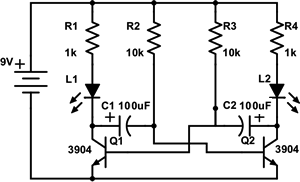 R1 R2 R3 R4
1k 10k 10k 1k
9V +
L1 L2
C1 100uF C2 100uF
+ +
Q1 Q2
3904 3904